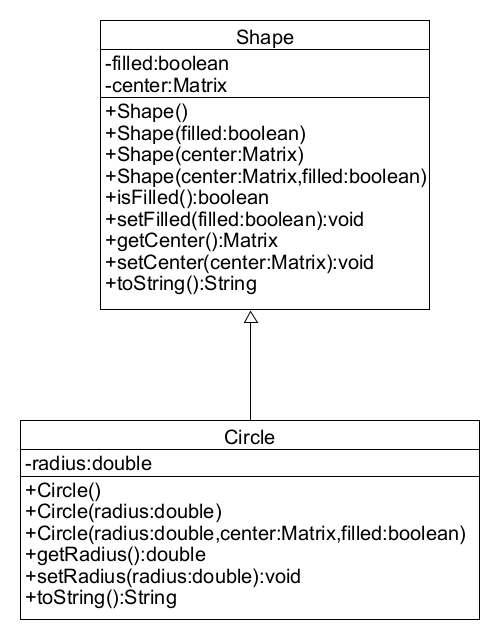 Shape
-filled:boolean
-center:Matrix
+Shape()
+Shape(filled:boolean)
+Shape(center:Matrix)
+Shape(center:Matrix,filled:boolean)
+isFilled():boolean
+setFilled(filled:boolean):void
+getCenter():Matrix
+setCenter(center:Matrix):void
+toString():String
Circle
-radius:double
+Circle()
+Circle(radius:double)
+Circle(radius:double,center:Matrix,filled:boolean)
+getRadius():double
+setRadius(radius:double):void
+toString():String